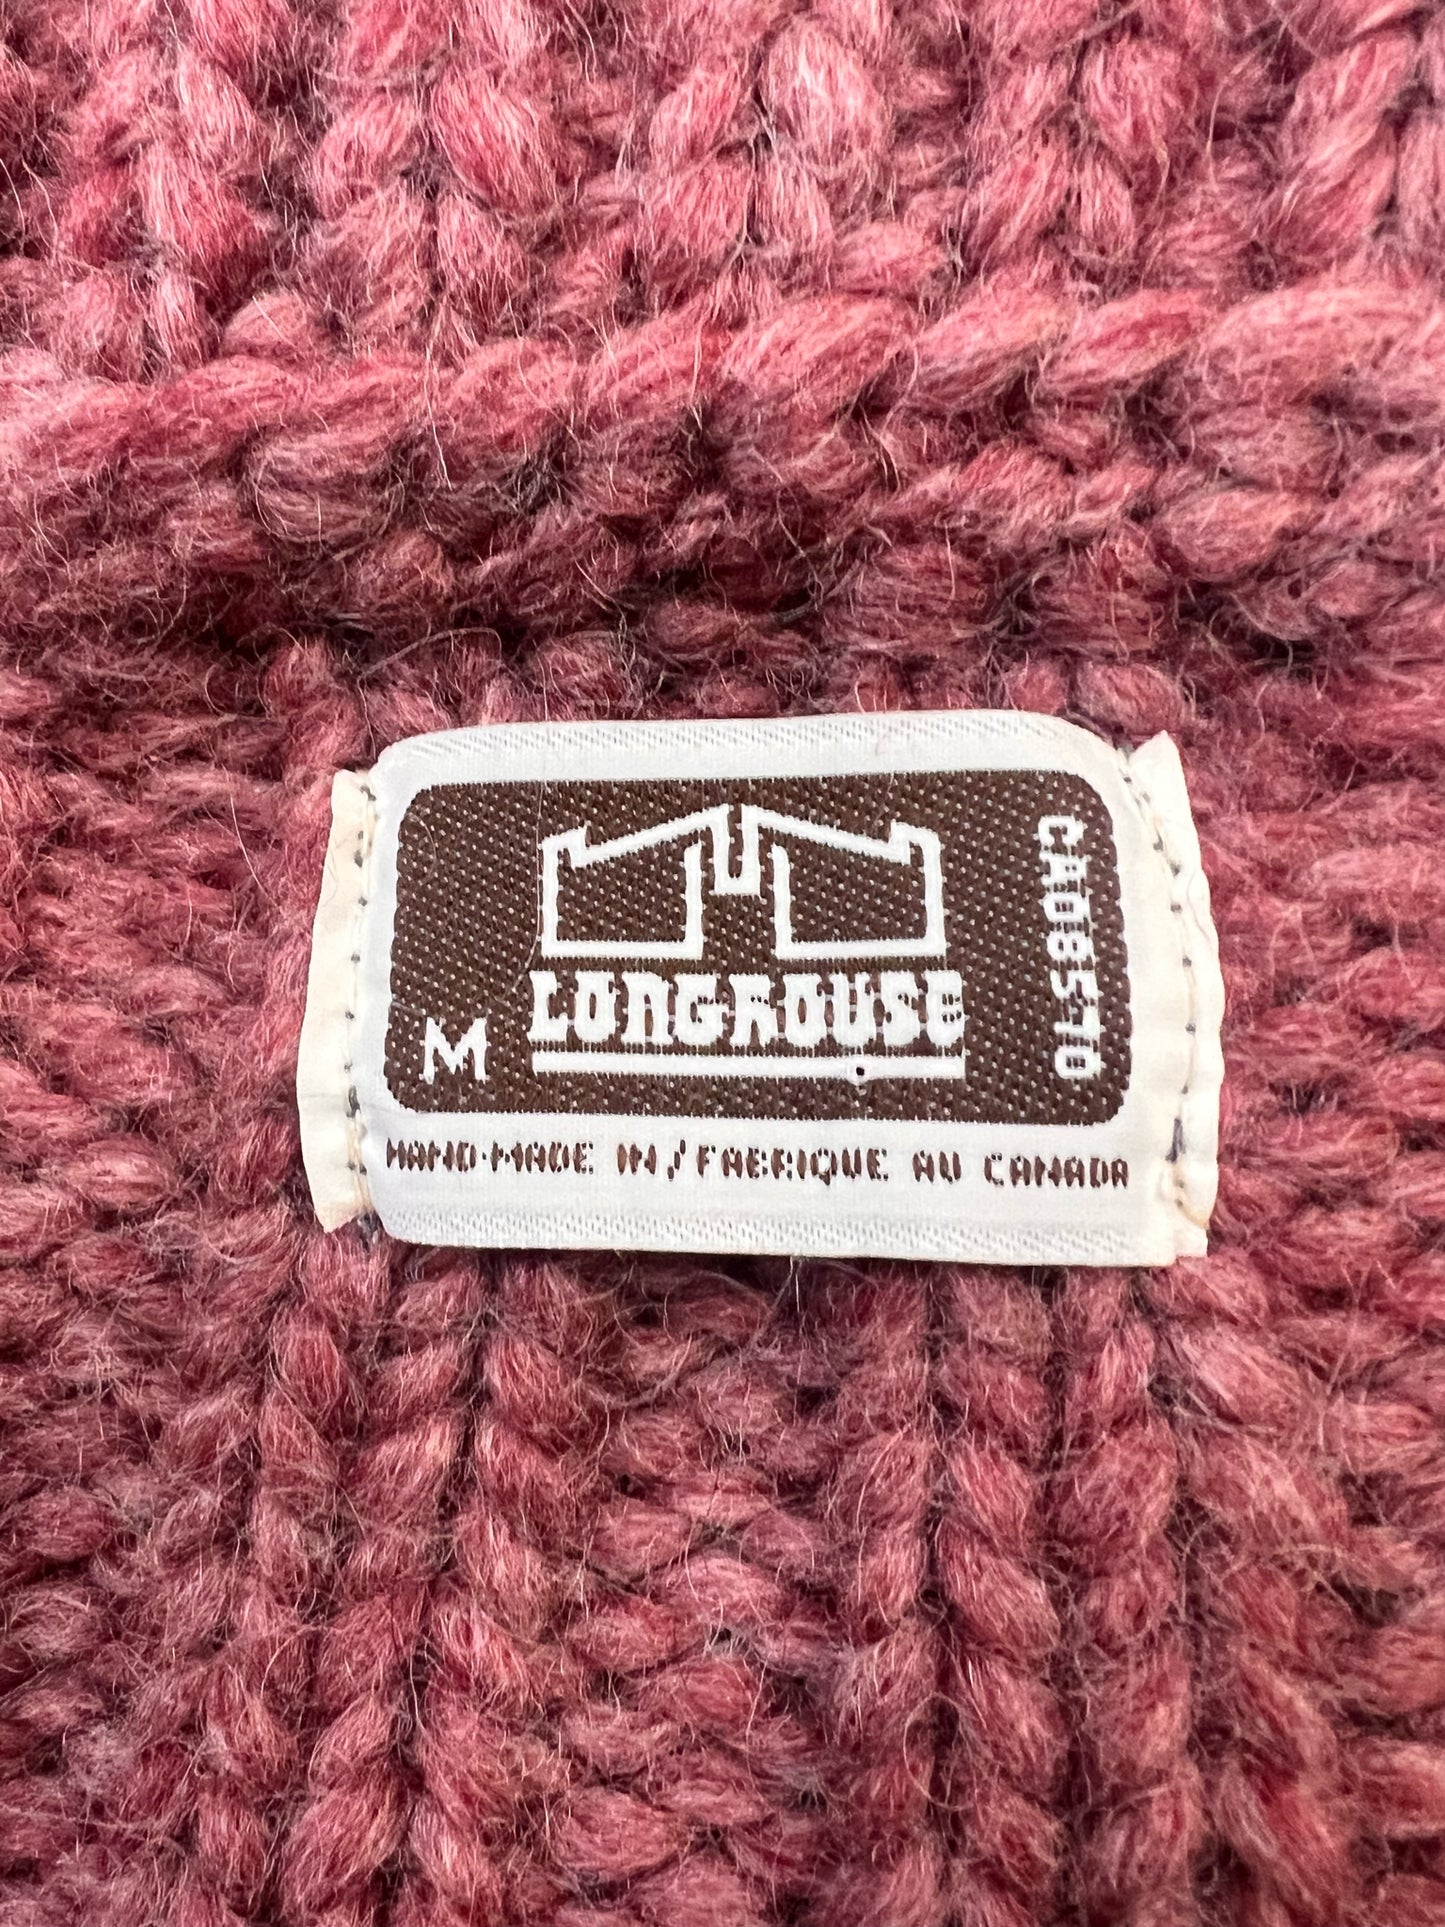 LONGHOUSE
M
CA08570
HAND·MADE IN/FABRIQUE AU CANADA